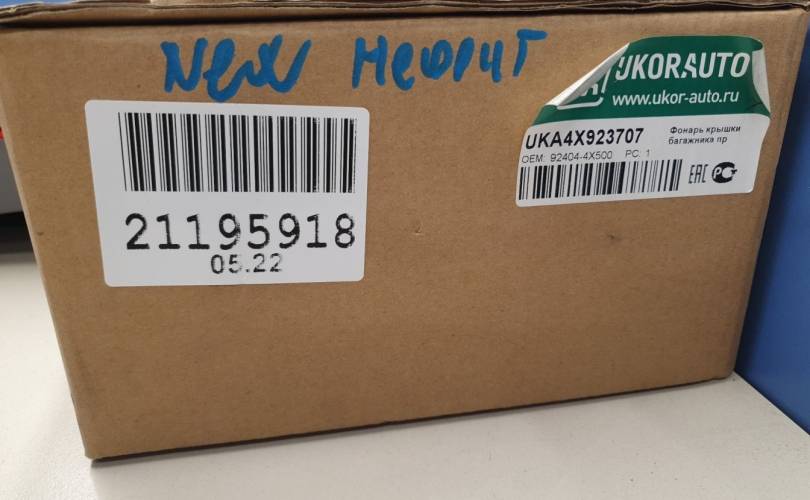 New Нефрит
UKORAUTO
www.ukor-auto.ru
UKA4X923707
Фонарь крышки
багажника пр
OEM: 92404-4X500 PC: 1
EAC
21195918
05.22